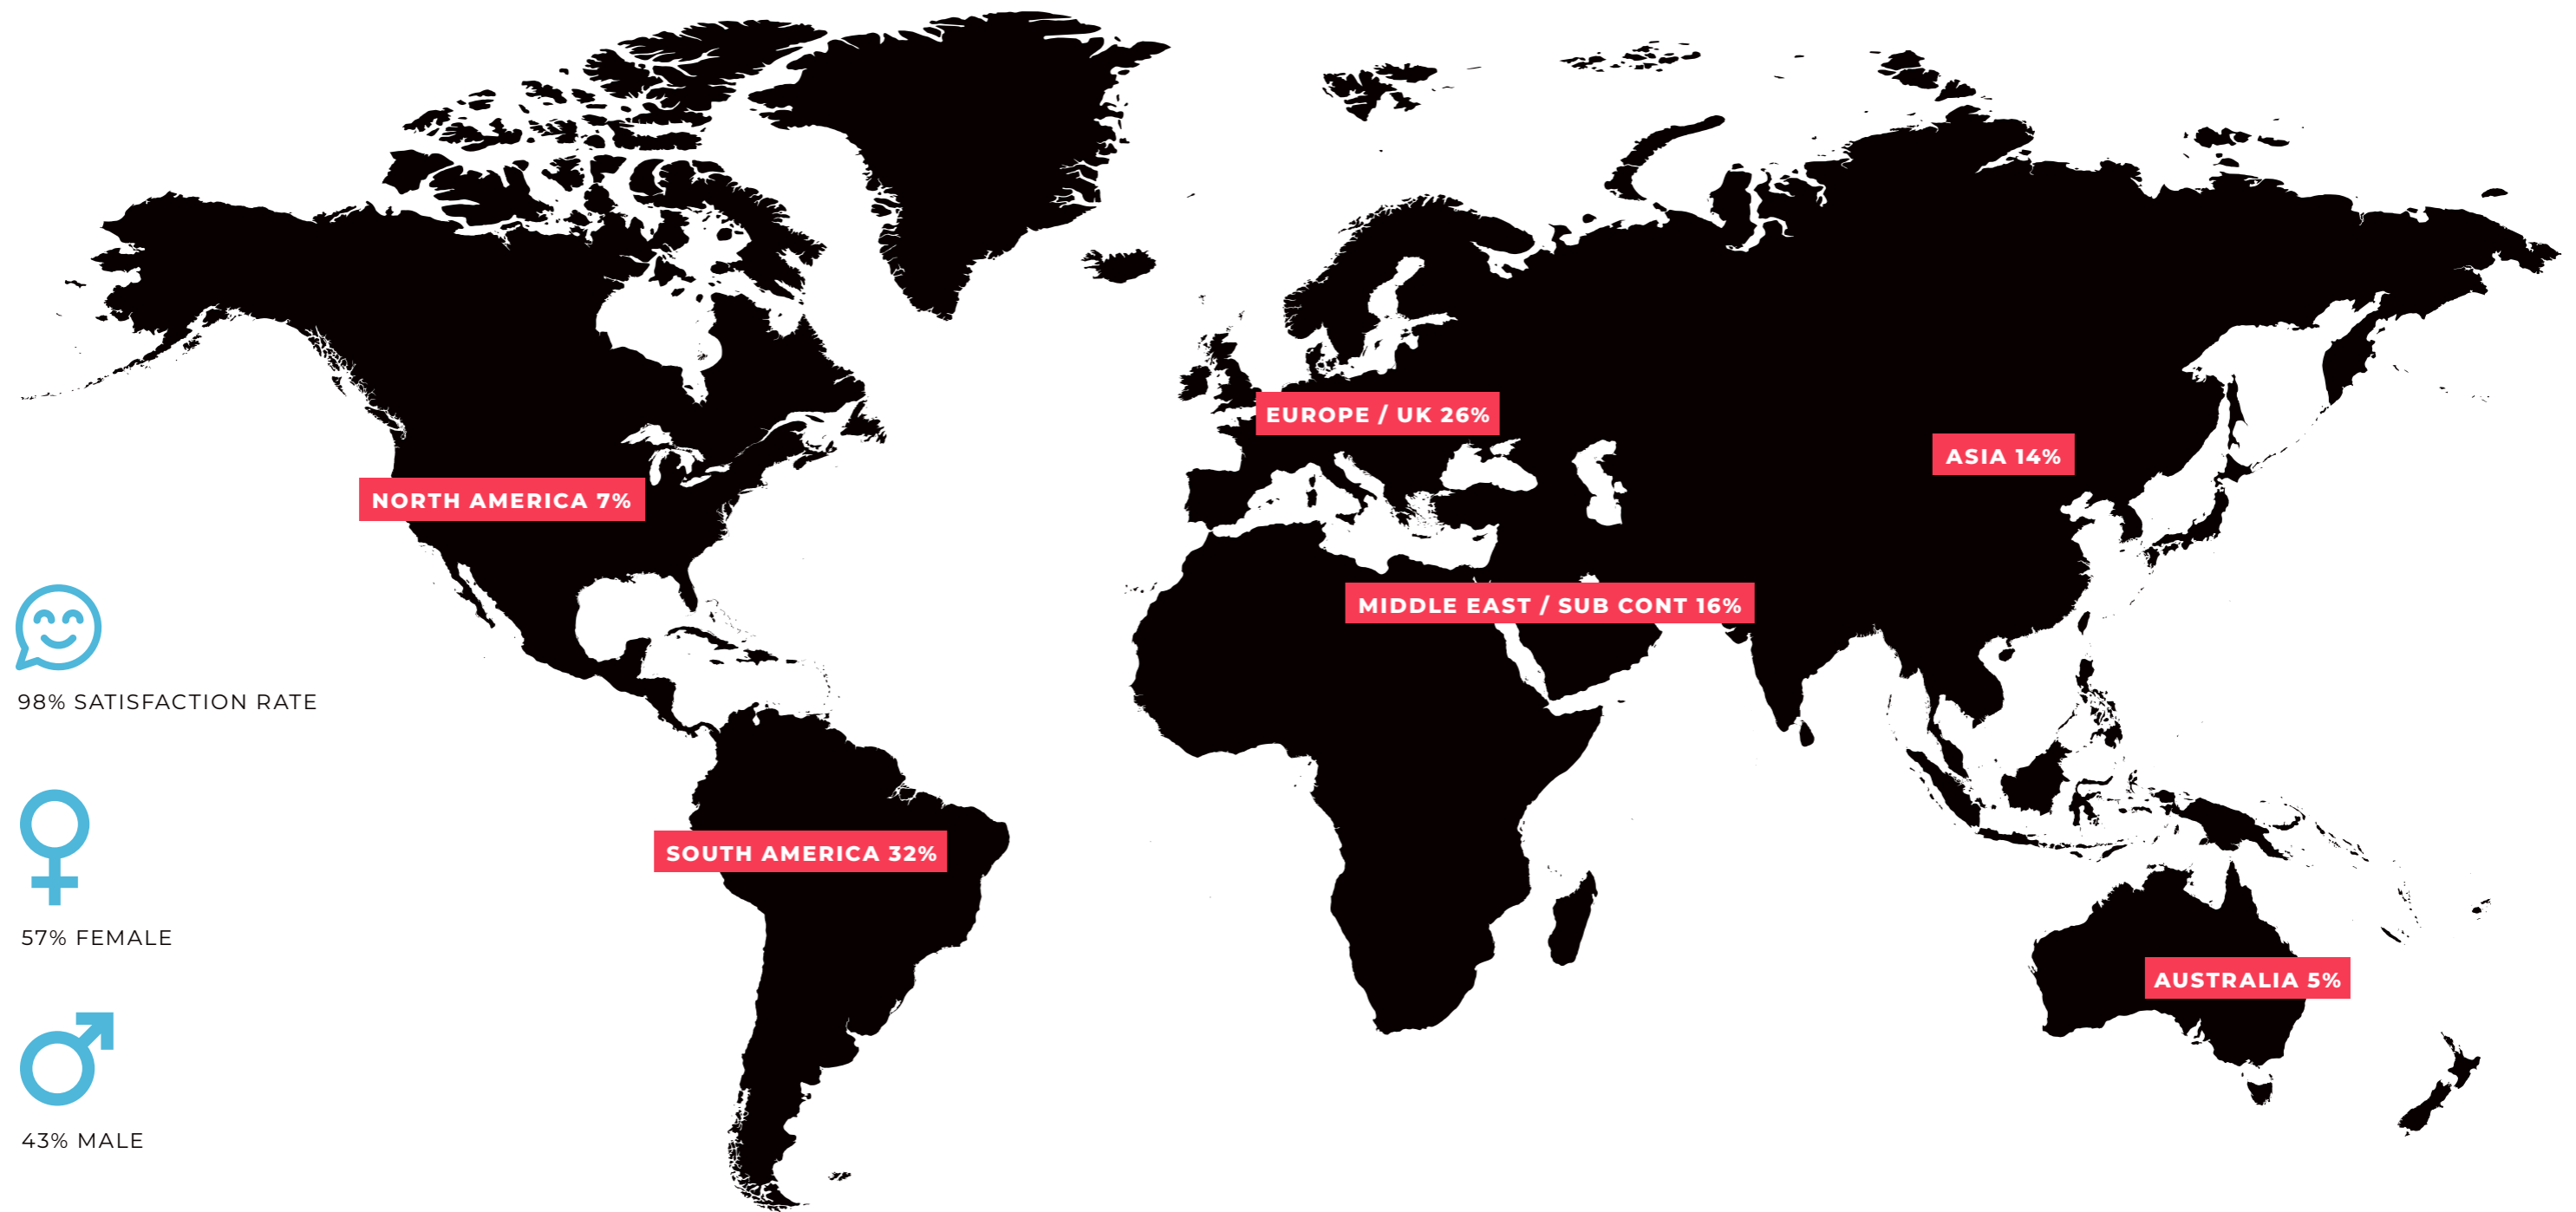 EUROPE / UK 26%
ASIA 14%
NORTH AMERICA 7%
MIDDLE EAST / SUB CONT 16%
98% SATISFACTION RATE
SOUTH AMERICA 32%
57% FEMALE
AUSTRALIA 5%
43% MALE